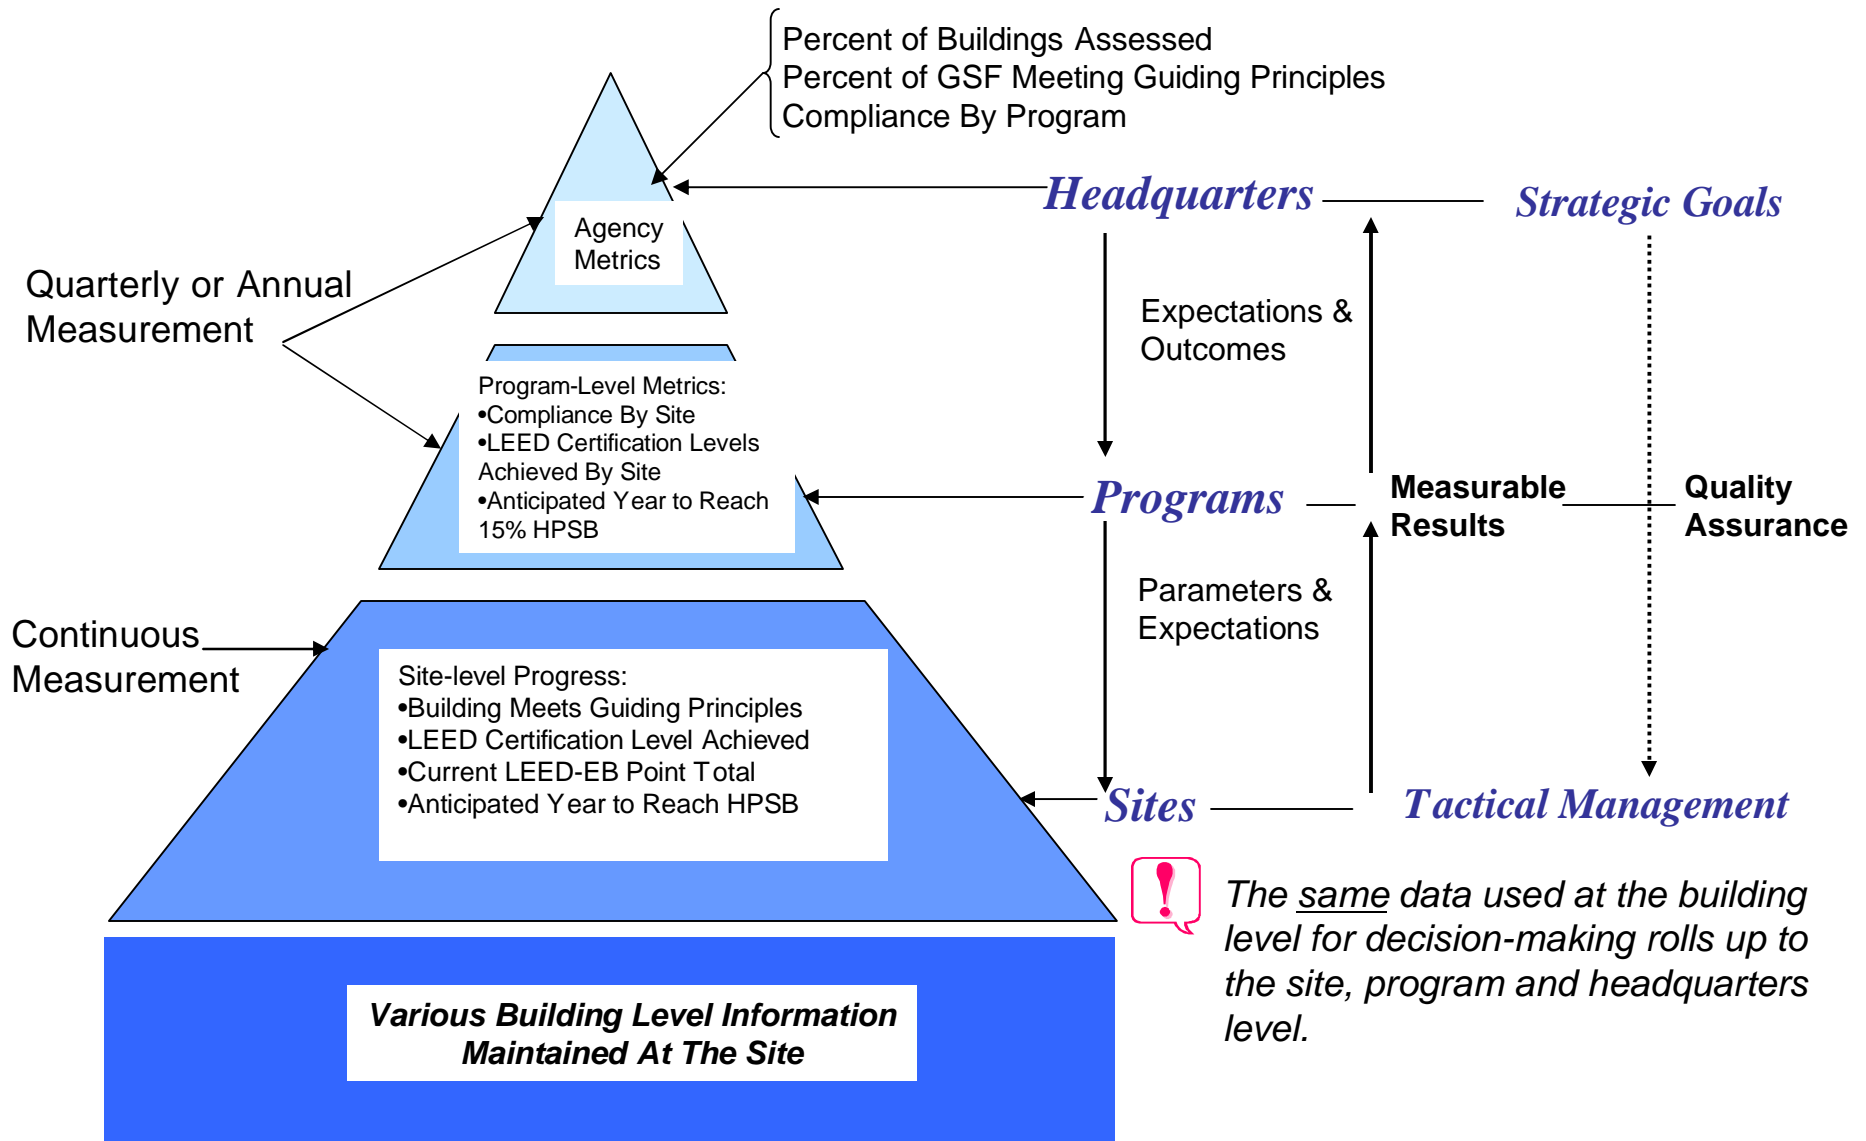 Percent of Buildings Assessed
Percent of GSF Meeting Guiding Principles
Compliance By Program
Headquarters
Strategic Goals
Agency
Metrics
Quarterly or Annual
Measurement
Expectations &
Outcomes
Program-Level Metrics:
•Compliance By Site
•LEED Certification Levels
Achieved By Site
•Anticipated Year to Reach
15% HPSB
Programs
Measurable
Results
Quality
Assurance
Parameters &
Expectations
Continuous
Measurement
Site-level Progress:
•Building Meets Guiding Principles
•LEED Certification Level Achieved
•Current LEED-EB Point Total
•Anticipated Year to Reach HPSB
Sites
Tactical Management
!
The same data used at the building
level for decision-making rolls up to
the site, program and headquarters
level.
Various Building Level Information
Maintained At The Site